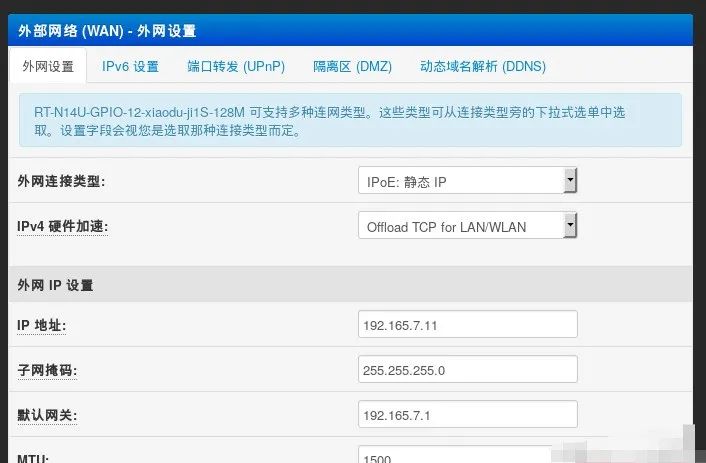 外部网络 (WAN) - 外网设置
外网设置 IPv6 设置 端口转发 (UPnP) 隔离区 (DMZ) 动态域名解析 (DDNS)
RT-N14U-GPIO-12-xiaodu-ji1S-128M 可支持多种连网类型。这些类型可从连接类型旁的下拉式选单中选
取。设置字段会视您是选取那种连接类型而定。
外网连接类型: IPoE: 静态 IP
IPv4 硬件加速: Offload TCP for LAN/WLAN
外网 IP 设置
IP 地址: 192.165.7.11
子网掩码: 255.255.255.0
默认网关: 192.165.7.1
MTU: 1500